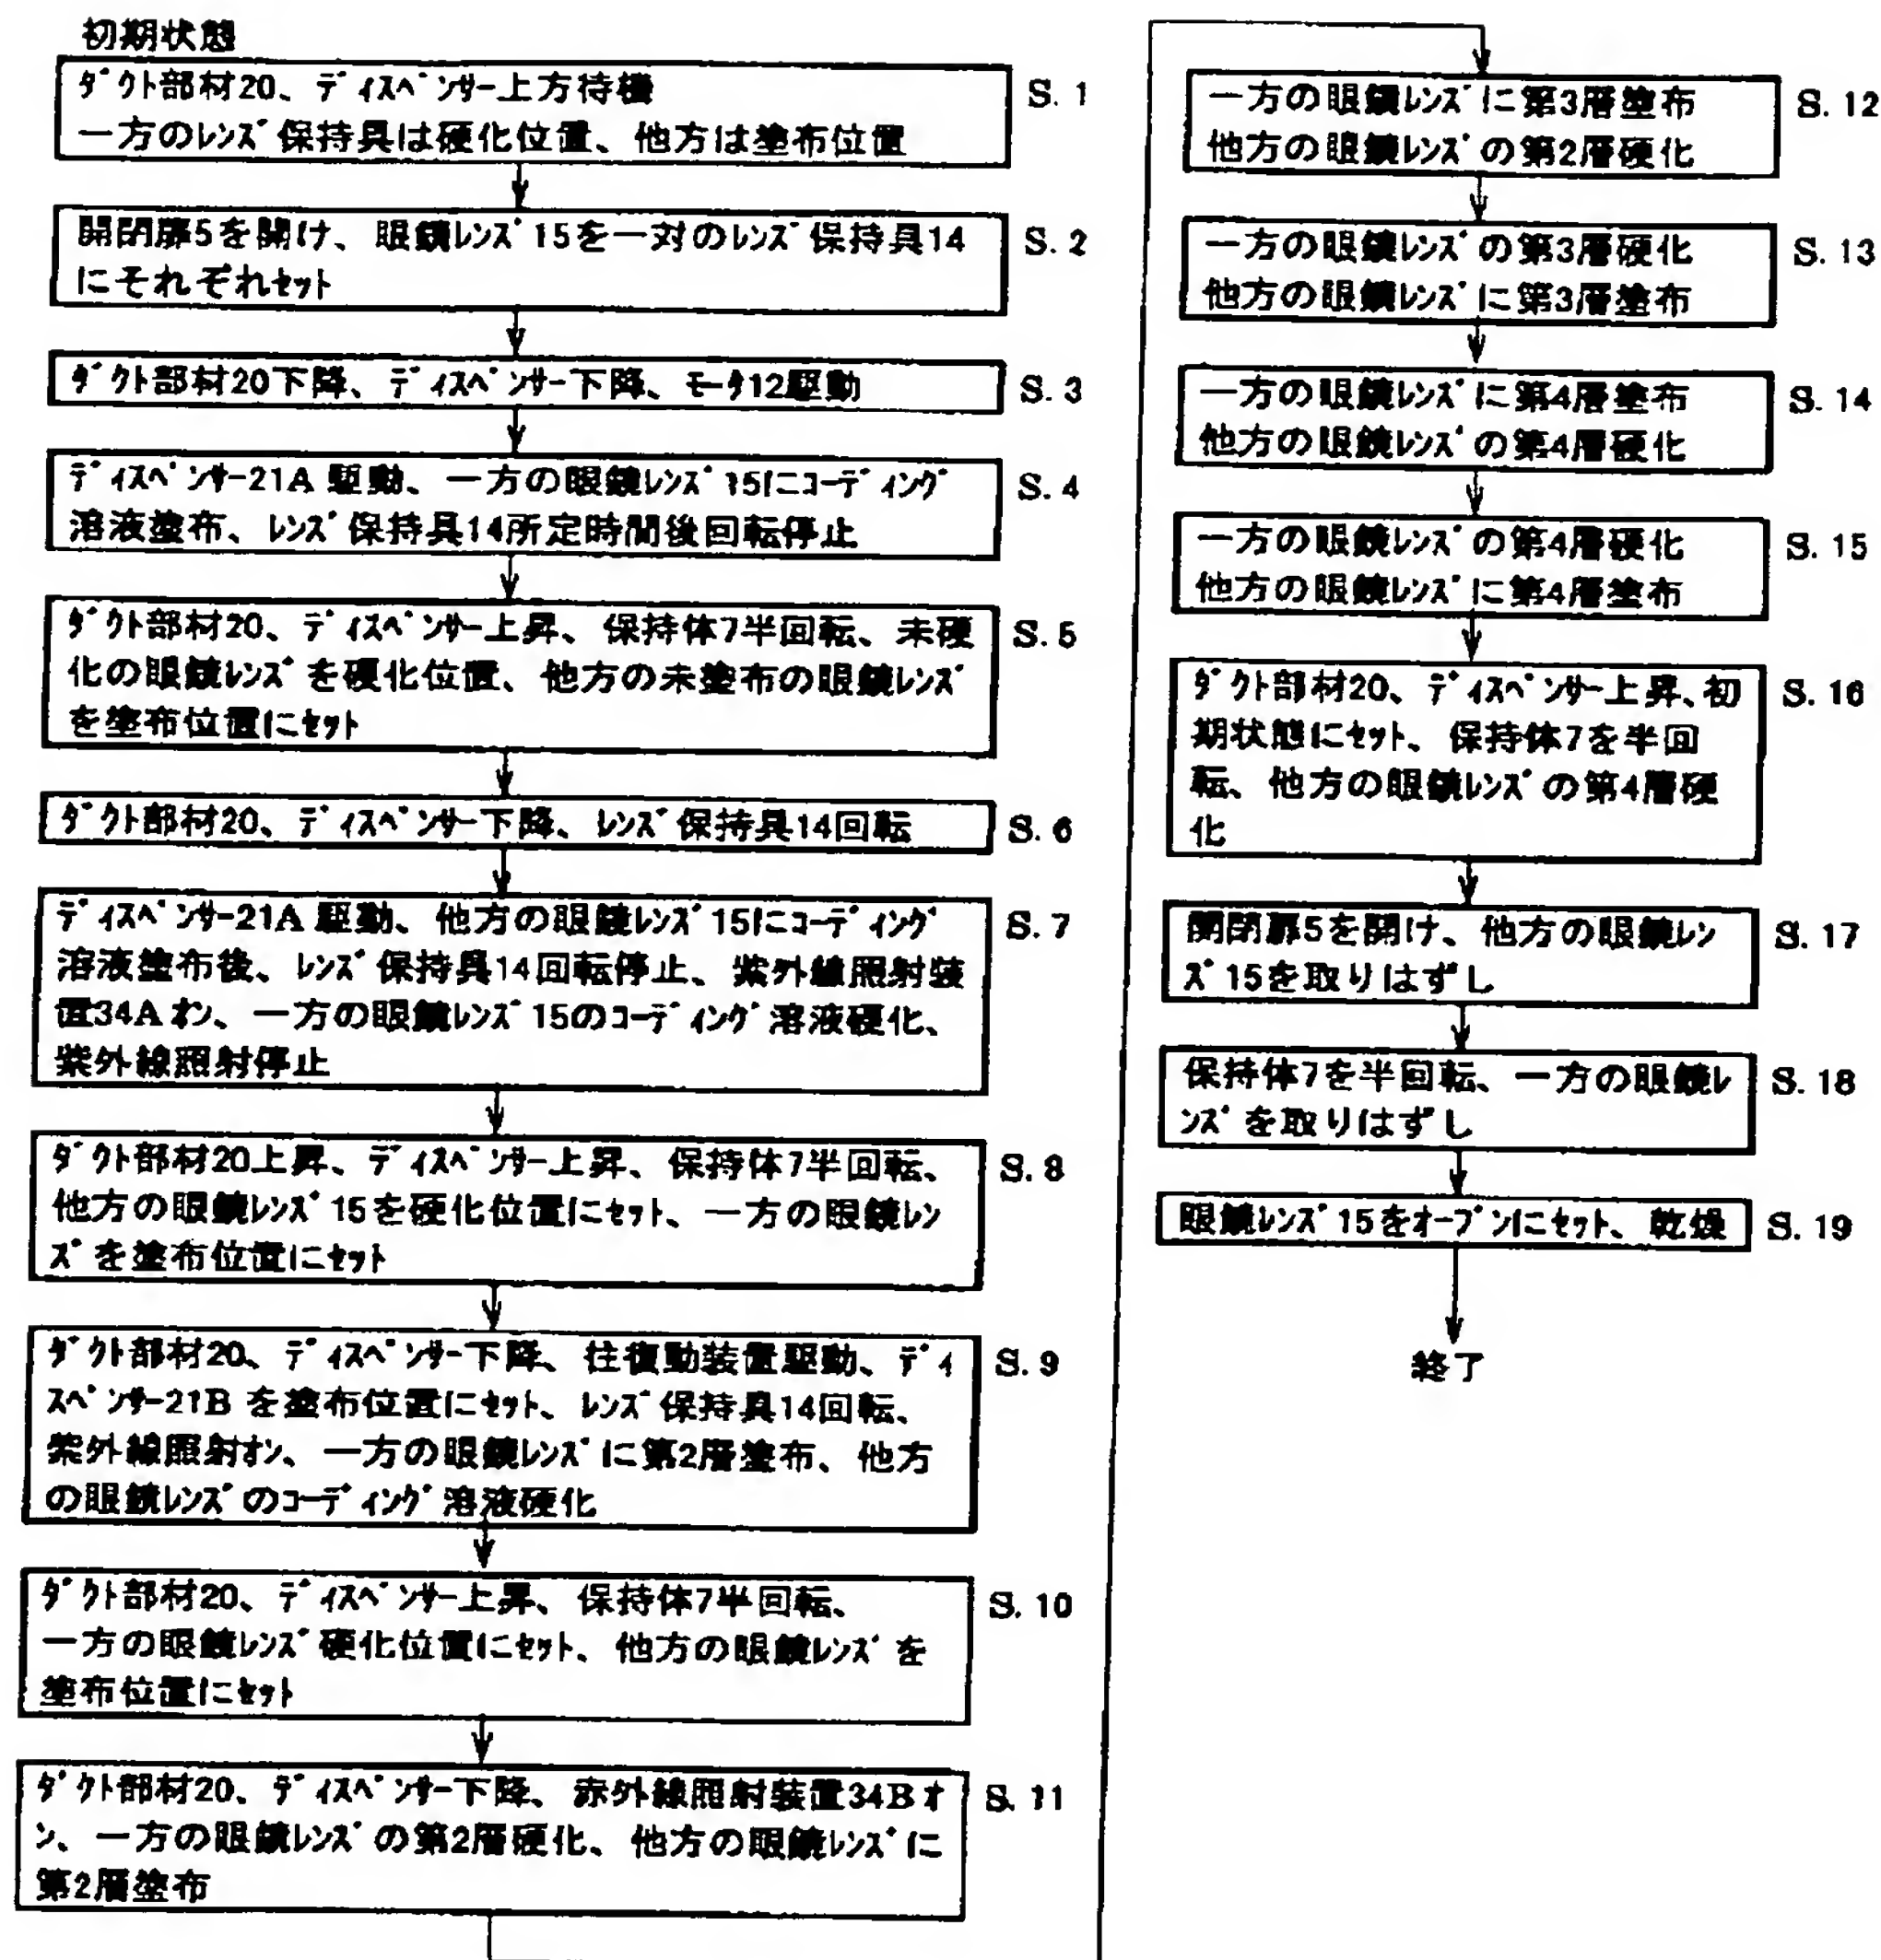 初期状態
ダクト部材20、ディスペンサー上方待機
一方のレンズ保持具は硬化位置、他方は塗布位置
S. 1
開閉扉5を開け、眼鏡レンズ15を一対のレンズ保持具14
にそれぞれセット
S. 2
ダクト部材20下降、ディスペンサー下降、モータ12駆動
S. 3
ディスペンサー21A 駆動、一方の眼鏡レンズ15にコーディング
溶液塗布、レンズ保持具14所定時間後回転停止
S. 4
ダクト部材20、ディスペンサー上昇、保持体7半回転、未硬
化の眼鏡レンズを硬化位置、他方の未塗布の眼鏡レンズ
を塗布位置にセット
S. 5
ダクト部材20、ディスペンサー下降、レンズ保持具14回転
S. 6
ディスペンサー21A 駆動、他方の眼鏡レンズ15にコーディング
溶液塗布後、レンズ保持具14回転停止、紫外線照射装
置34Aオン、一方の眼鏡レンズ15のコーディング溶液硬化、
紫外線照射停止
S. 7
ダクト部材20上昇、ディスペンサー上昇、保持体7半回転、
他方の眼鏡レンズ15を硬化位置にセット、一方の眼鏡レン
ズを塗布位置にセット
S. 8
ダクト部材20、ディスペンサー下降、往復動装置駆動、ディ
スペンサー21B を塗布位置にセット、レンズ保持具14回転、
紫外線照射オン、一方の眼鏡レンズに第2層塗布、他方
の眼鏡レンズのコーディング溶液硬化
S. 9
ダクト部材20、ディスペンサー上昇、保持体7半回転、
一方の眼鏡レンズ硬化位置にセット、他方の眼鏡レンズを
塗布位置にセット
S. 10
ダクト部材20、ディスペンサー下降、赤外線照射装置34Bオ
ン、一方の眼鏡レンズの第2層硬化、他方の眼鏡レンズに
第2層塗布
S. 11
一方の眼鏡レンズに第3層塗布
他方の眼鏡レンズの第2層硬化
S. 12
一方の眼鏡レンズの第3層硬化
他方の眼鏡レンズに第3層塗布
S. 13
一方の眼鏡レンズに第4層塗布
他方の眼鏡レンズの第4層硬化
S. 14
一方の眼鏡レンズの第4層硬化
他方の眼鏡レンズに第4層塗布
S. 15
ダクト部材20、ディスペンサー上昇、初
期状態にセット、保持体7を半回
転、他方の眼鏡レンズの第4層硬
化
S. 16
開閉扉5を開け、他方の眼鏡レン
ズ15を取りはずし
S. 17
保持体7を半回転、一方の眼鏡レ
ンズを取りはずし
S. 18
眼鏡レンズ15をオーブンにセット、乾燥
S. 19
終了